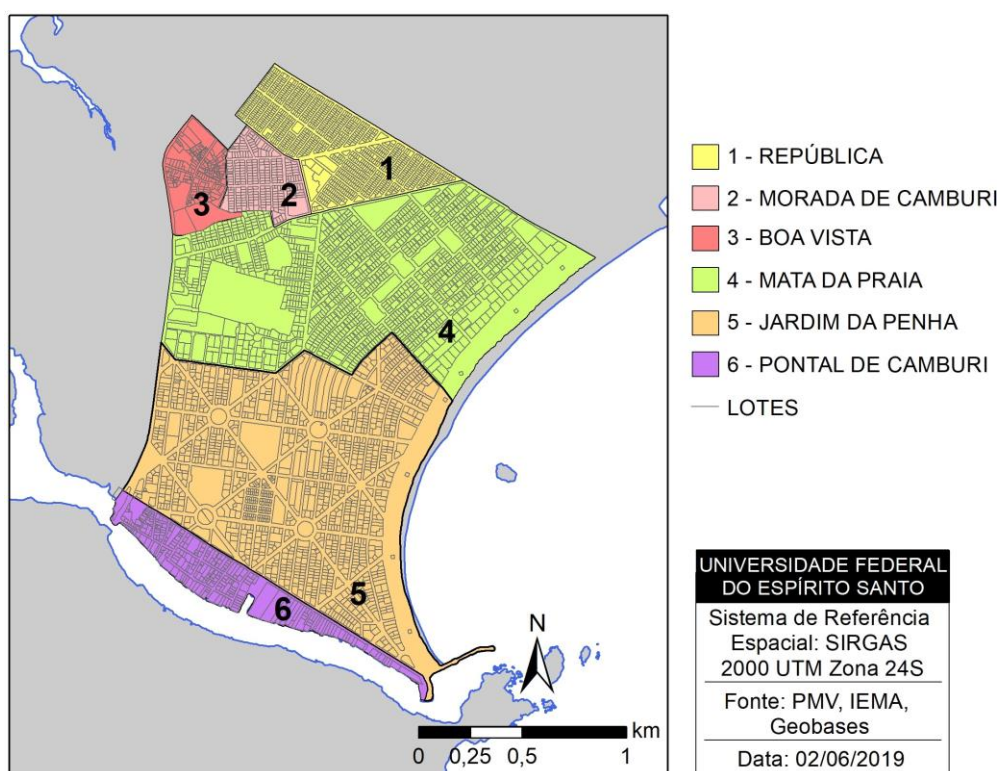 1
2
3
4
5
6
N
km
0 0,25 0,5 1
1 - REPÚBLICA
2 - MORADA DE CAMBURI
3 - BOA VISTA
4 - MATA DA PRAIA
5 - JARDIM DA PENHA
6 - PONTAL DE CAMBURI
LOTES
UNIVERSIDADE FEDERAL
DO ESPÍRITO SANTO
Sistema de Referência
Espacial: SIRGAS
2000 UTM Zona 24S
Fonte: PMV, IEMA,
Geobases
Data: 02/06/2019